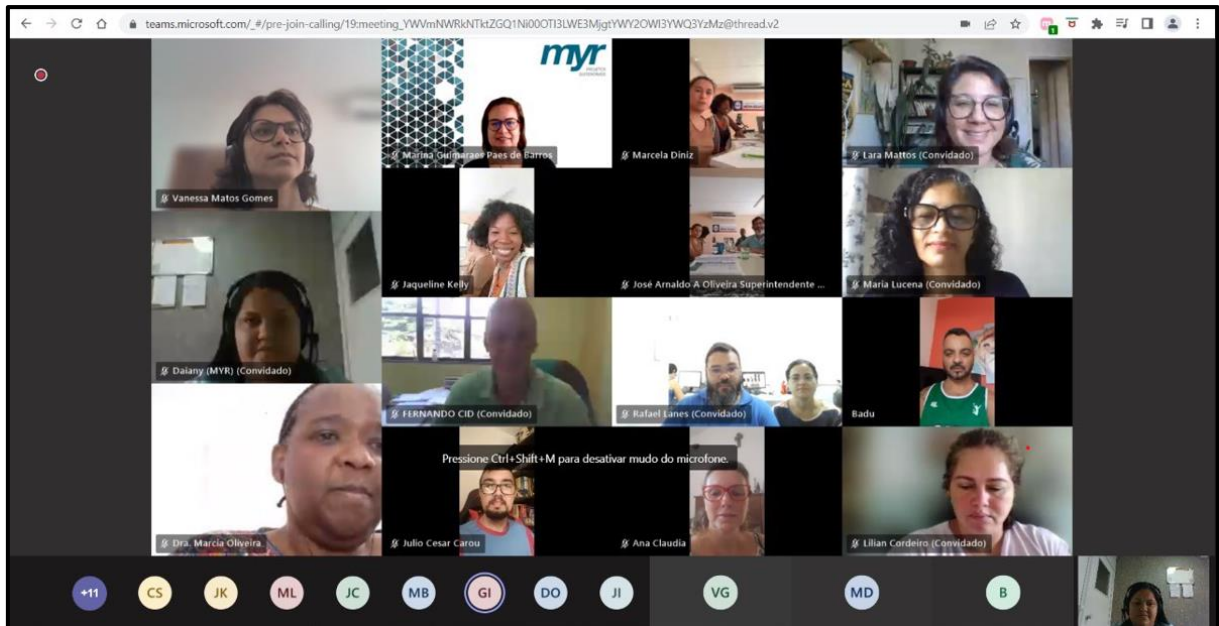 teams.microsoft.com/_#/pre-join-calling/19:meeting_YWVmNWRkNTktZGQ1Ni00OTI3LWE3MjgtYWY2OWI3YWQ3YzMz@thread.v2
myr
Vanessa Matos Gomes
Marina Guimaraes Paes de Barros
Marcela Diniz
Lara Mattos (Convidado)
Jaqueline Kelly
José Arnaldo A Oliveira Superintendente ...
Maria Lucena (Convidado)
Daiany (MYR) (Convidado)
FERNANDO CID (Convidado)
Rafael Lanes (Convidado)
Badu
Pressione Ctrl+Shift+M para desativar mudo do microfone.
Dra. Marcia Oliveira
Julio Cesar Carou
Ana Claudia
Lilian Cordeiro (Convidado)
+11 CS JK ML JC MB GI DO JI VG MD B